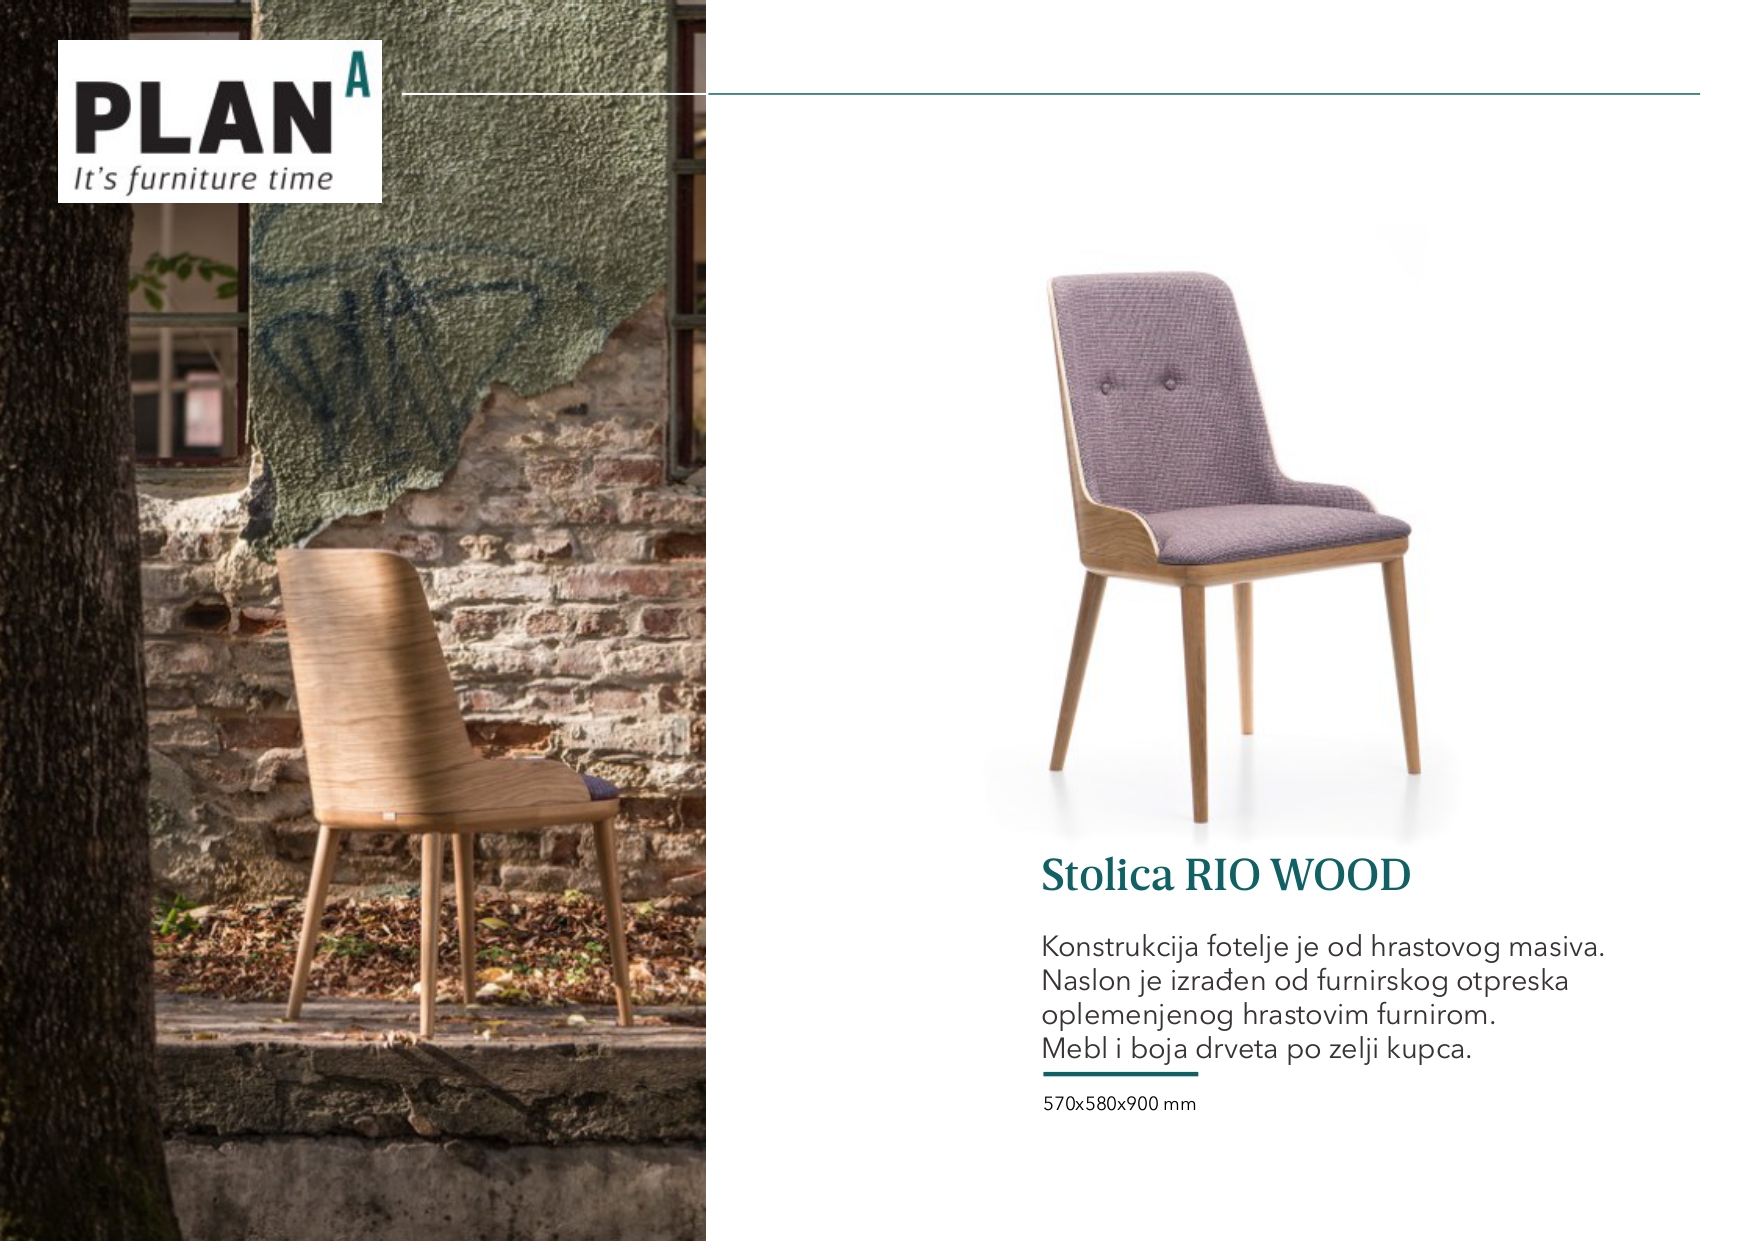 PLAN A
It's furniture time
Stolica RIO WOOD
Konstrukcija fotelje je od hrastovog masiva.
Naslon je izrađen od furnirskog otpreska
oplemenjenog hrastovim furnirom.
Mebl i boja drveta po zelji kupca.
570x580x900 mm